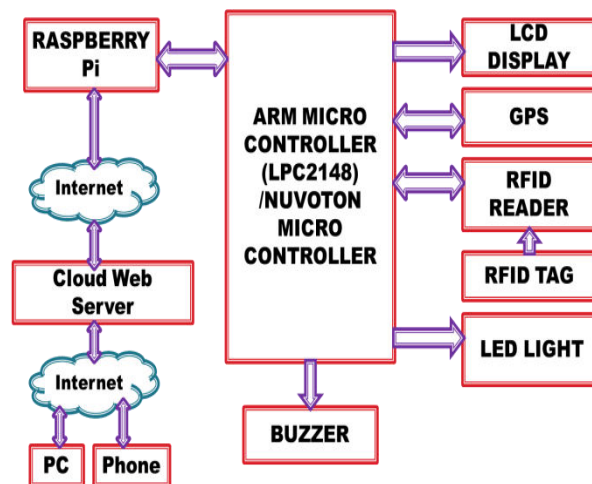 RASPBERRY
Pi
Internet
Cloud Web
Server
Internet
PC
Phone
ARM MICRO
CONTROLLER
(LPC2148)
/NUVOTON
MICRO
CONTROLLER
BUZZER
LCD
DISPLAY
GPS
RFID
READER
RFID TAG
LED LIGHT